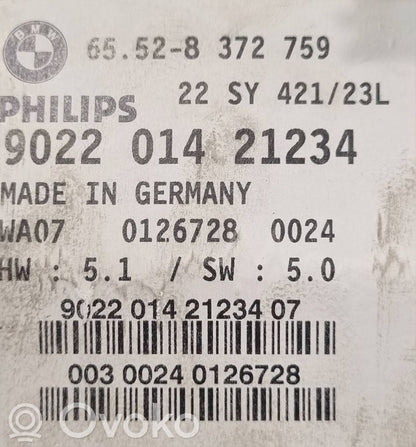 BMW
65.52-8 372 759
22 SY 421/23L
PHILIPS
9022 014 21234
MADE IN GERMANY
WA07 0126728 0024
HW : 5.1 / SW : 5.0
9022 014 21234 07
003 0024 0126728
Ovoko